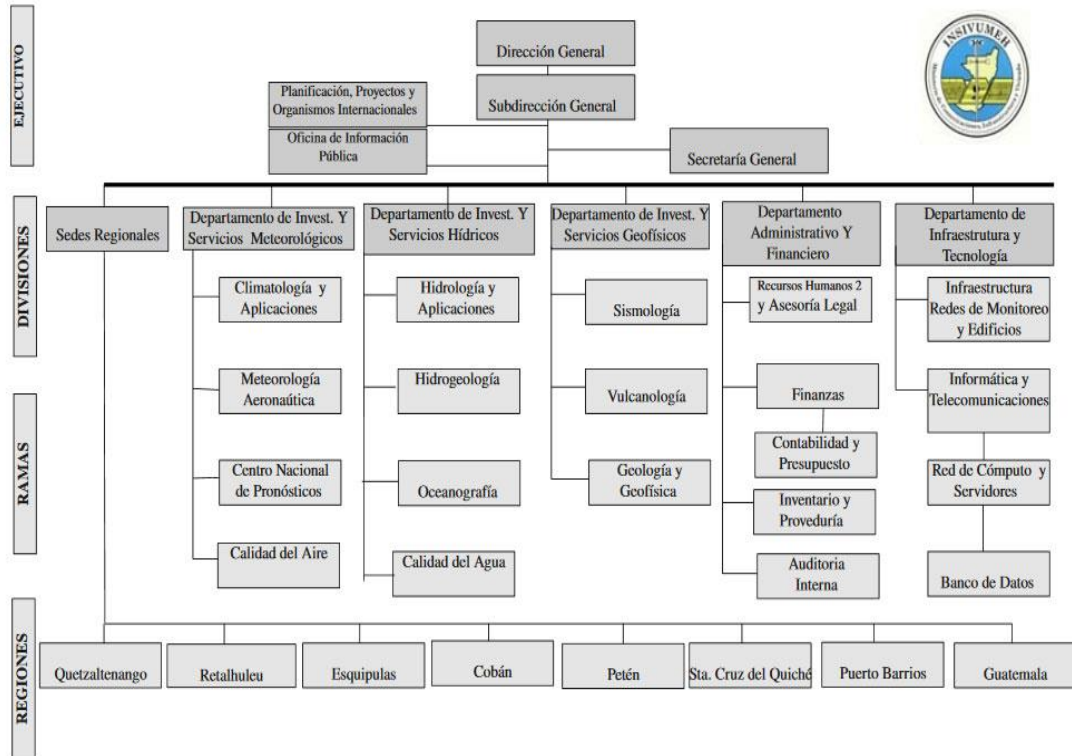 EJECUTIVO
Dirección General
Subdirección General
Planificación, Proyectos y
Organismos Internacionales
Oficina de Información
Pública
Secretaría General
INSIVUMEH
DIVISIONES
Sedes Regionales
Departamento de Invest. Y
Servicios Meteorológicos
Departamento de Invest. Y
Servicios Hídricos
Departamento de Invest. Y
Servicios Geofísicos
Departamento
Administrativo Y
Financiero
Departamento de
Infraestrutura y
Tecnología
Climatología y
Aplicaciones
Hidrología y
Aplicaciones
Sismología
Recursos Humanos 2
y Asesoría Legal
Infraestructura
Redes de Monitoreo
y Edificios
RAMAS
Meteorología
Aeronaútica
Hidrogeología
Vulcanología
Finanzas
Informática y
Telecomunicaciones
Centro Nacional
de Pronósticos
Oceanografía
Geología y
Geofísica
Contabilidad y
Presupuesto
Red de Cómputo y
Servidores
Inventario y
Proveduría
Calidad del Aire
Calidad del Agua
Auditoria
Interna
Banco de Datos
REGIONES
Quetzaltenango
Retalhuleu
Esquipulas
Cobán
Petén
Sta. Cruz del Quiché
Puerto Barrios
Guatemala